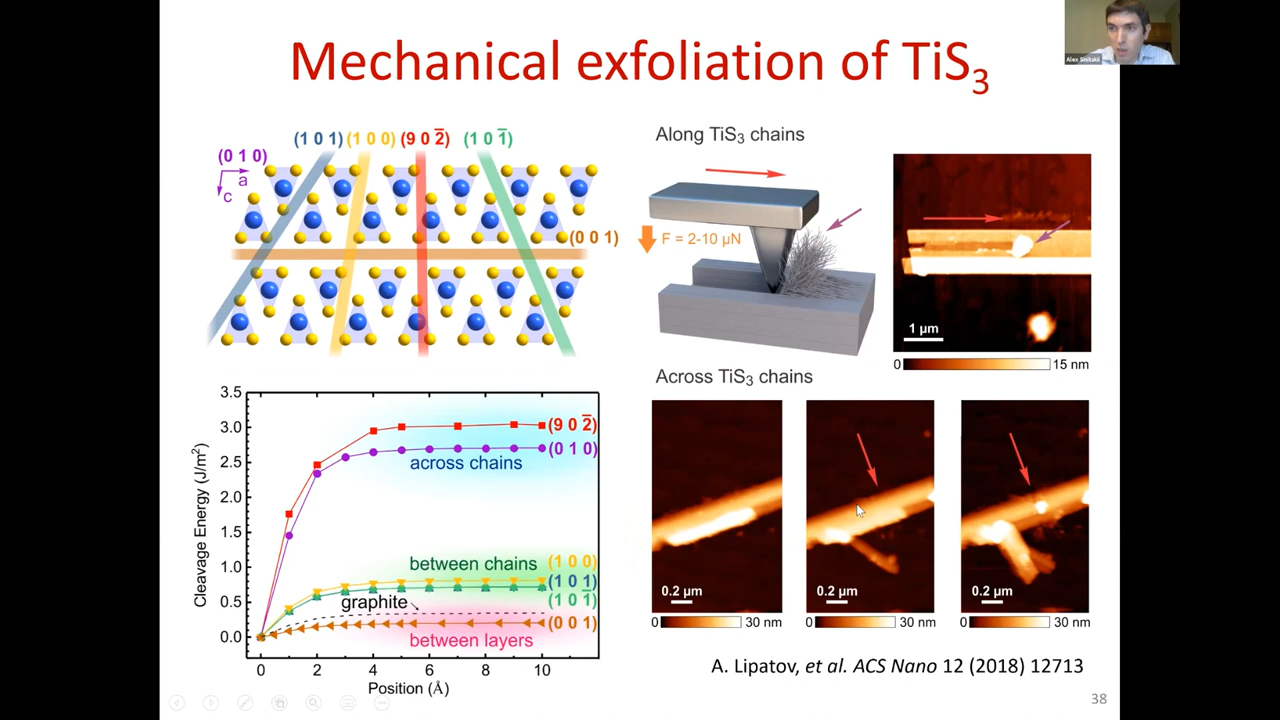 Mechanical exfoliation of TiS3
Alex Sinitskii
(1 0 1) (1 0 0) (9 0 2̅) (1 0 1̅)
(0 1 0)
a
c
(0 0 1)
Along TiS3 chains
F = 2-10 μN
1 μm
0 15 nm
Across TiS3 chains
0.2 μm 0.2 μm 0.2 μm
0 30 nm 0 30 nm 0 30 nm
Cleavage Energy (J/m²)
3.5
3.0
2.5
2.0
1.5
1.0
0.5
0.0
(9 0 2̅)
(0 1 0)
across chains
between chains
(1 0 0)
(1 0 1)
(1 0 1̅)
graphite
(0 0 1)
between layers
0 2 4 6 8 10
Position (Å)
A. Lipatov, et al. ACS Nano 12 (2018) 12713
38